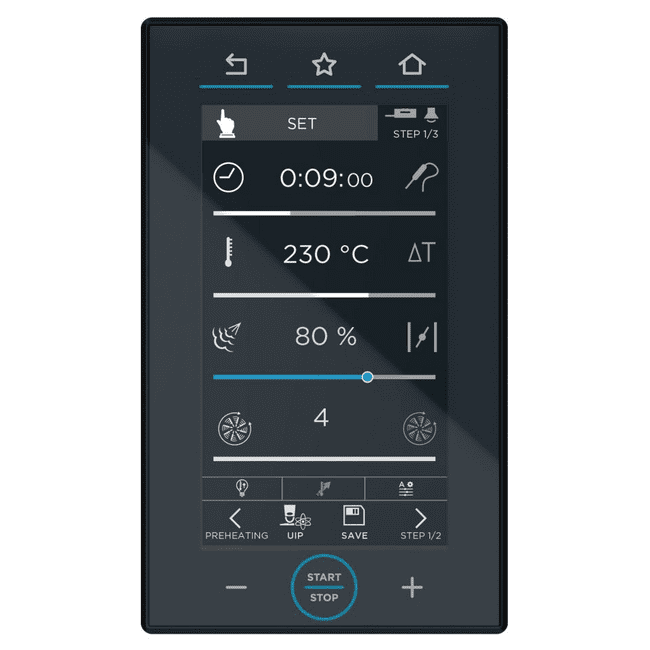 SET
STEP 1/3
0:09:00
230 °C
ΔT
80 %
4
A
PREHEATING
UIP
SAVE
STEP 1/2
START
STOP